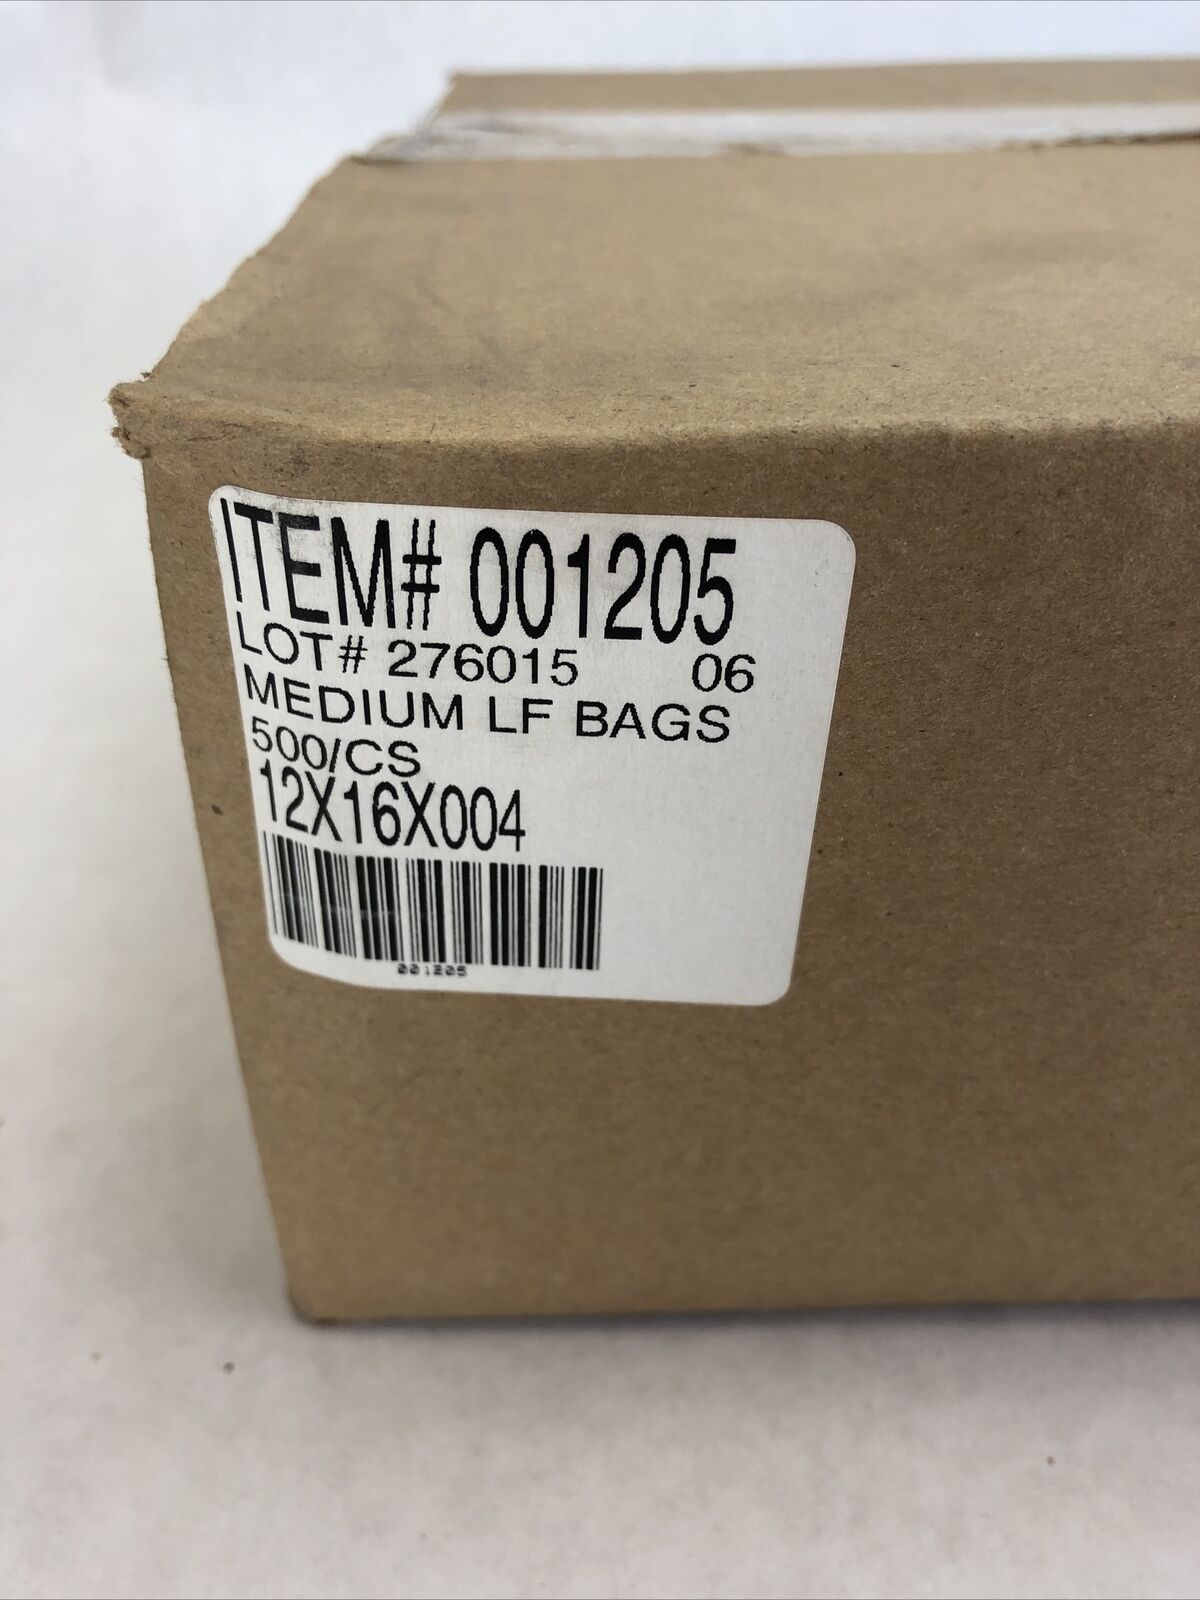 ITEM# 001205
LOT# 276015 06
MEDIUM LF BAGS
500/CS
12X16X004
001205